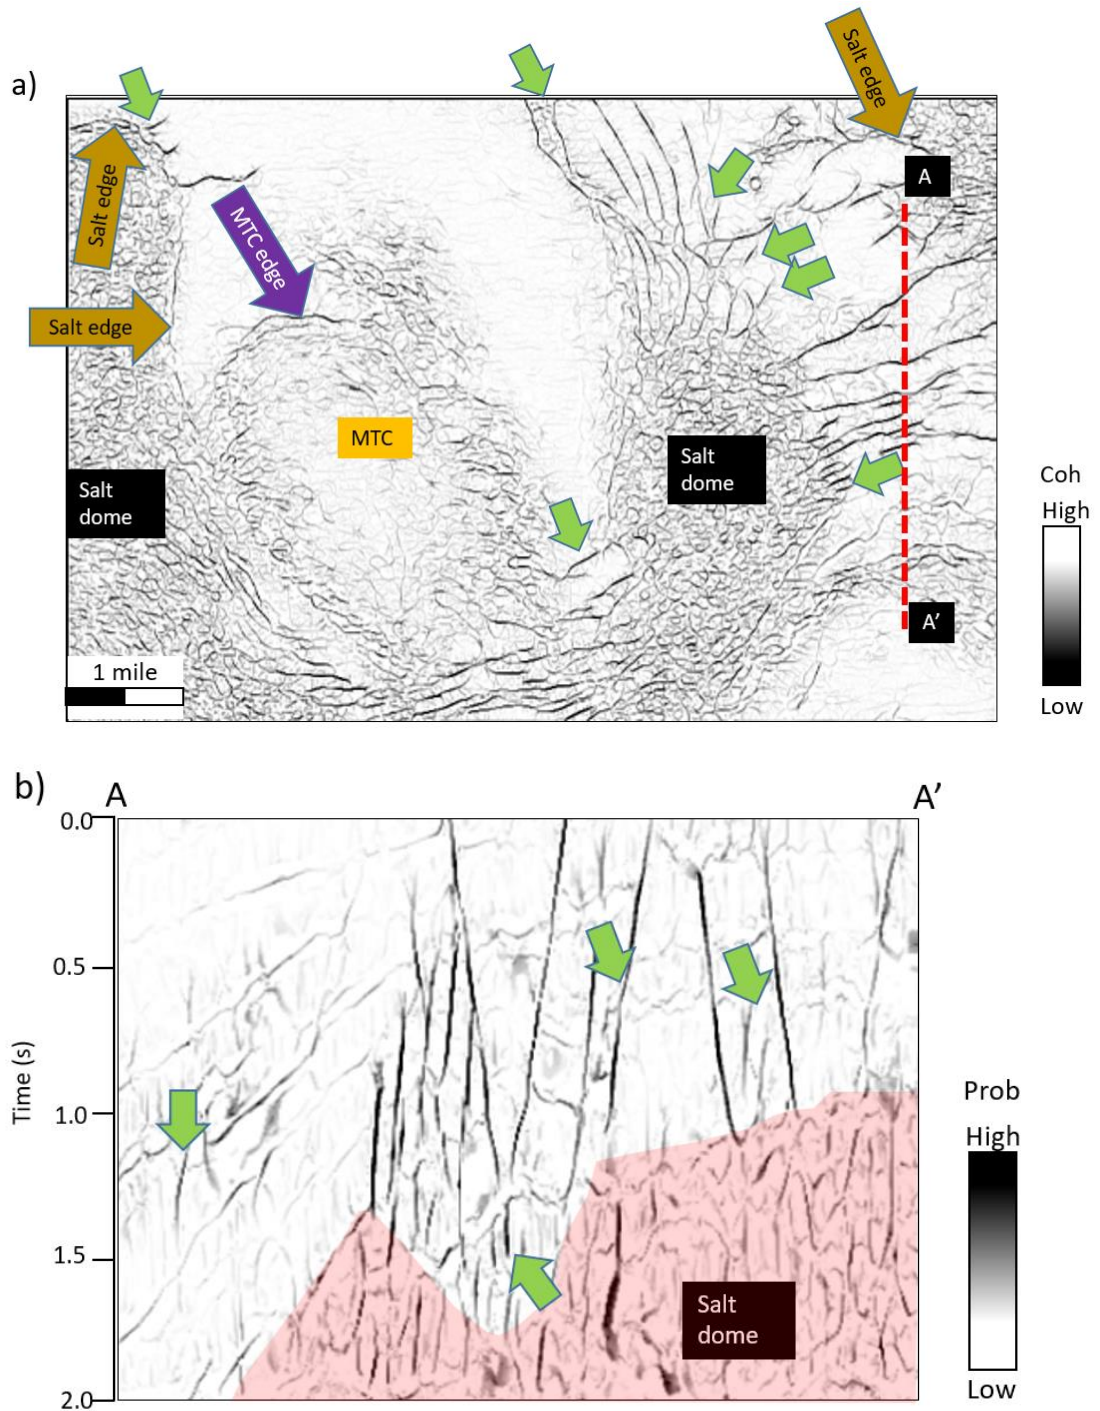 a)
Salt edge
A
Salt edge
MTC edge
Salt edge
MTC
Salt
dome
Salt
dome
Coh
High
Low
A’
1 mile
b)
A
A’
0.0
0.5
1.0
1.5
2.0
Time (s)
Prob
High
Low
Salt
dome